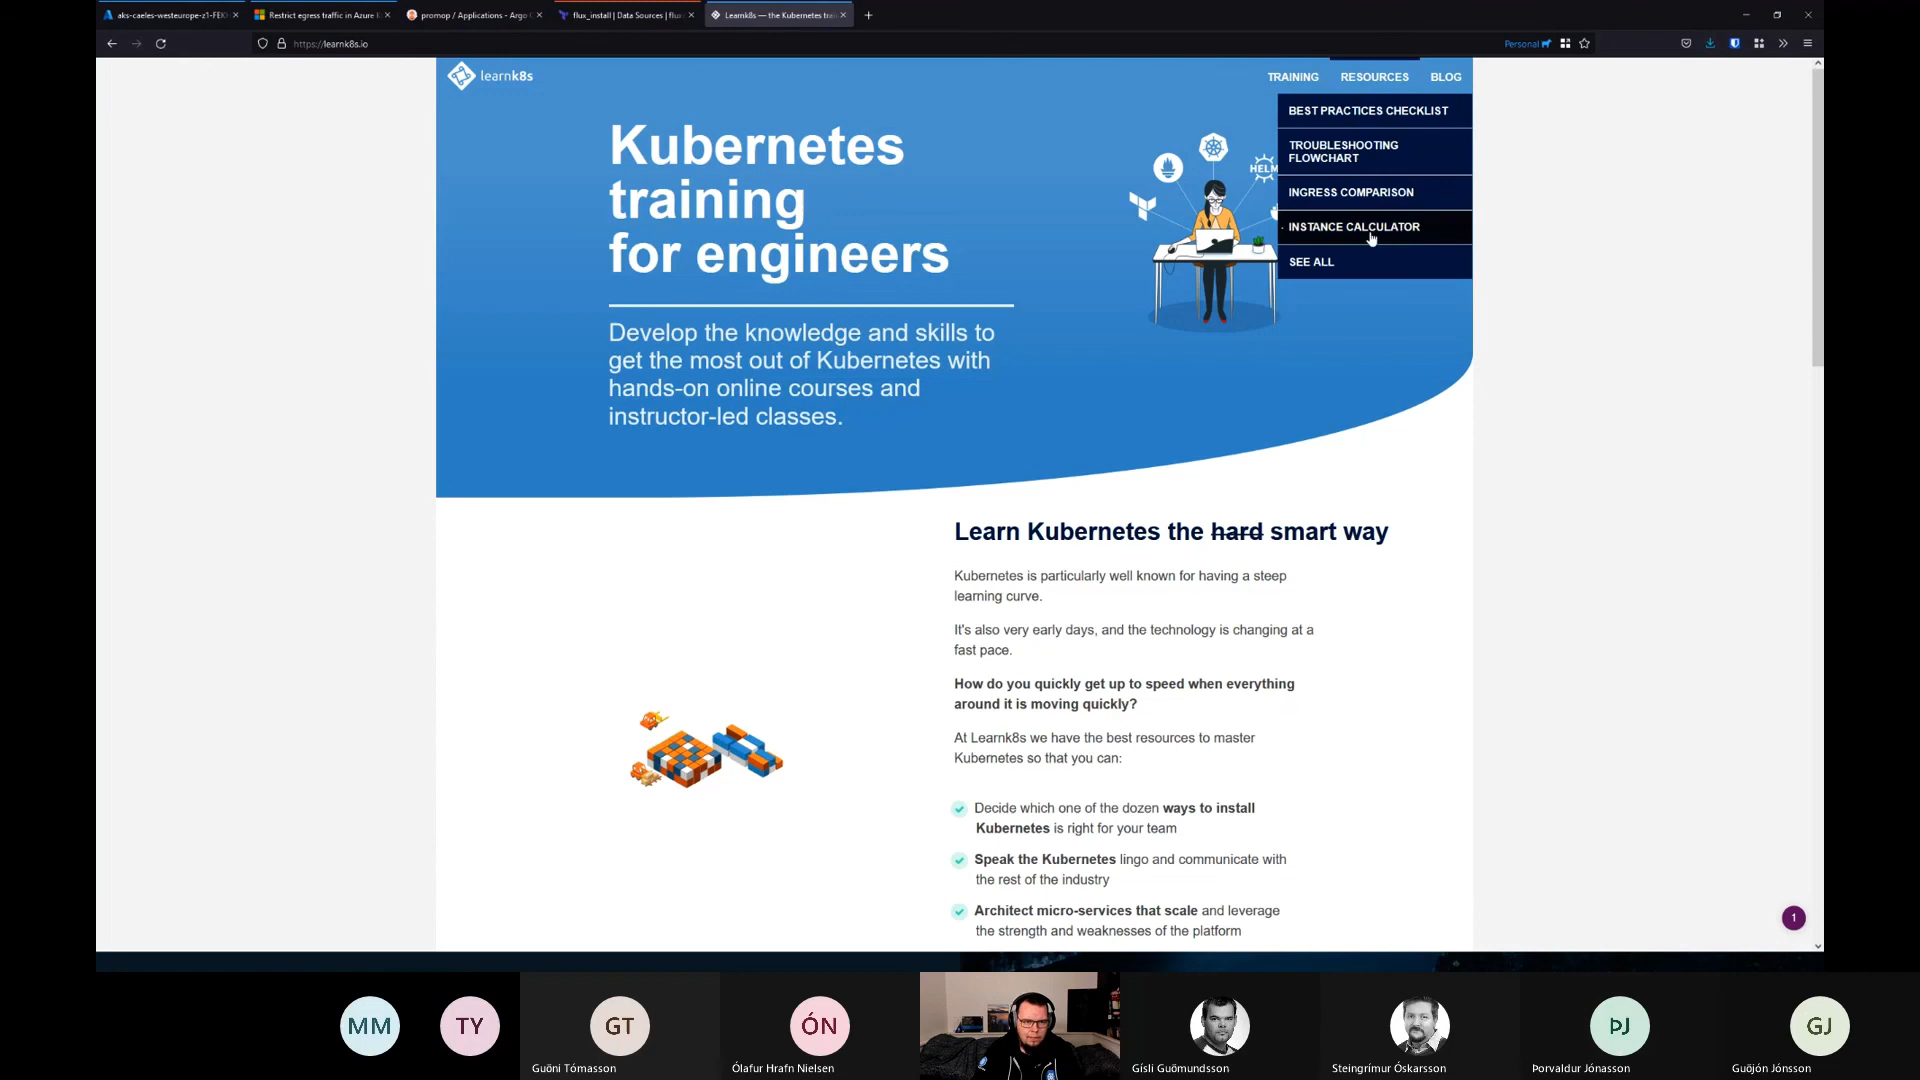 aks-caeles-westeurope-z1-FEK
Restrict egress traffic in Azure K
promop / Applications - Argo C
flux_install | Data Sources | flux
Learnk8s — the Kubernetes trai
https://learnk8s.io
Personal
learnk8s
TRAINING
RESOURCES
BLOG
BEST PRACTICES CHECKLIST
TROUBLESHOOTING
FLOWCHART
INGRESS COMPARISON
INSTANCE CALCULATOR
SEE ALL
HELM
Kubernetes
training
for engineers
Develop the knowledge and skills to
get the most out of Kubernetes with
hands-on online courses and
instructor-led classes.
Learn Kubernetes the hard smart way
Kubernetes is particularly well known for having a steep
learning curve.
It's also very early days, and the technology is changing at a
fast pace.
How do you quickly get up to speed when everything
around it is moving quickly?
At Learnk8s we have the best resources to master
Kubernetes so that you can:
Decide which one of the dozen ways to install
Kubernetes is right for your team
Speak the Kubernetes lingo and communicate with
the rest of the industry
Architect micro-services that scale and leverage
the strength and weaknesses of the platform
1
MM
TY
GT
Guðni Tómasson
ÓN
Ólafur Hrafn Nielsen
Gísli Guðmundsson
Steingrímur Óskarsson
ÞJ
Þorvaldur Jónasson
GJ
Guðjón Jónsson